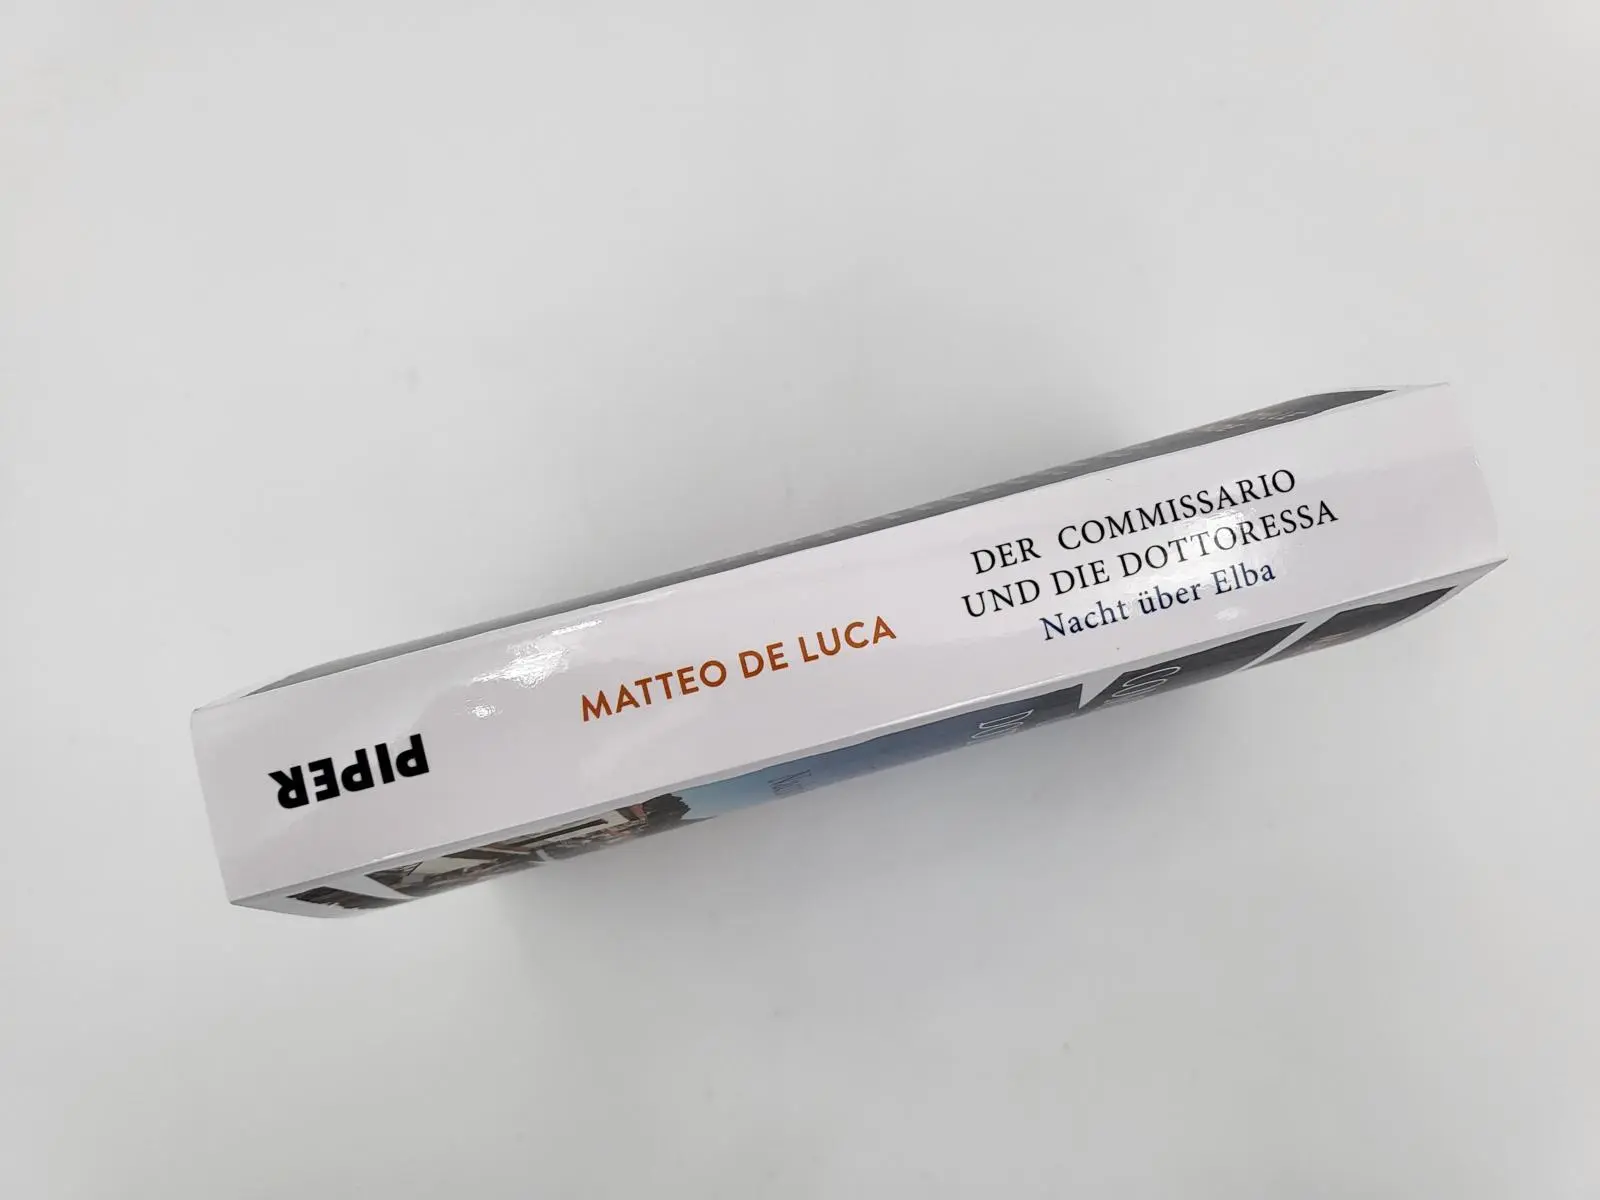 DER COMMISSARIO
UND DIE DOTTORESSA
Nacht über Elba
MATTEO DE LUCA
PIPER